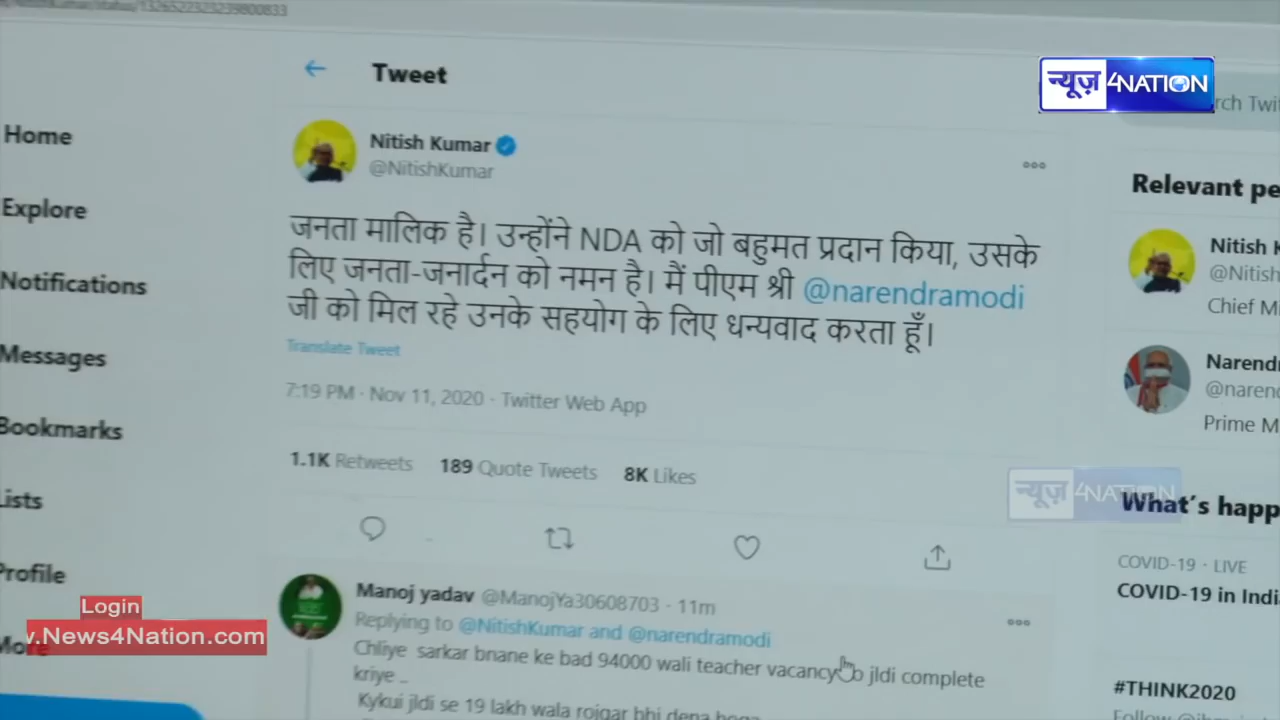 Tweet
न्यूज़ 4NATION
Home
Explore
Notifications
Messages
Bookmarks
Lists
Profile
More
Nitish Kumar
@NitishKumar
जनता मालिक है। उन्होंने NDA को जो बहुमत प्रदान किया, उसके
लिए जनता-जनार्दन को नमन है। मैं पीएम श्री @narendramodi
जी को मिल रहे उनके सहयोग के लिए धन्यवाद करता हूँ।
Translate Tweet
7:19 PM · Nov 11, 2020 · Twitter Web App
1.1K Retweets 189 Quote Tweets 8K Likes
Manoj yadav @ManojYa30608703 · 11m
Replying to @NitishKumar and @narendramodi
Chliye sarkar bnane ke bad 94000 wali teacher vacancy jldi complete
kriye ..
Kykui jldi se 19 lakh wala rojgar bhi dena hoga
Relevant pe
Nitish K
@Nitish
Chief M
Narend
@naren
Prime M
न्यूज़ 4NATION
What's happ
COVID-19 · LIVE
COVID-19 in Indi
#THINK2020
Login
w.News4Nation.com